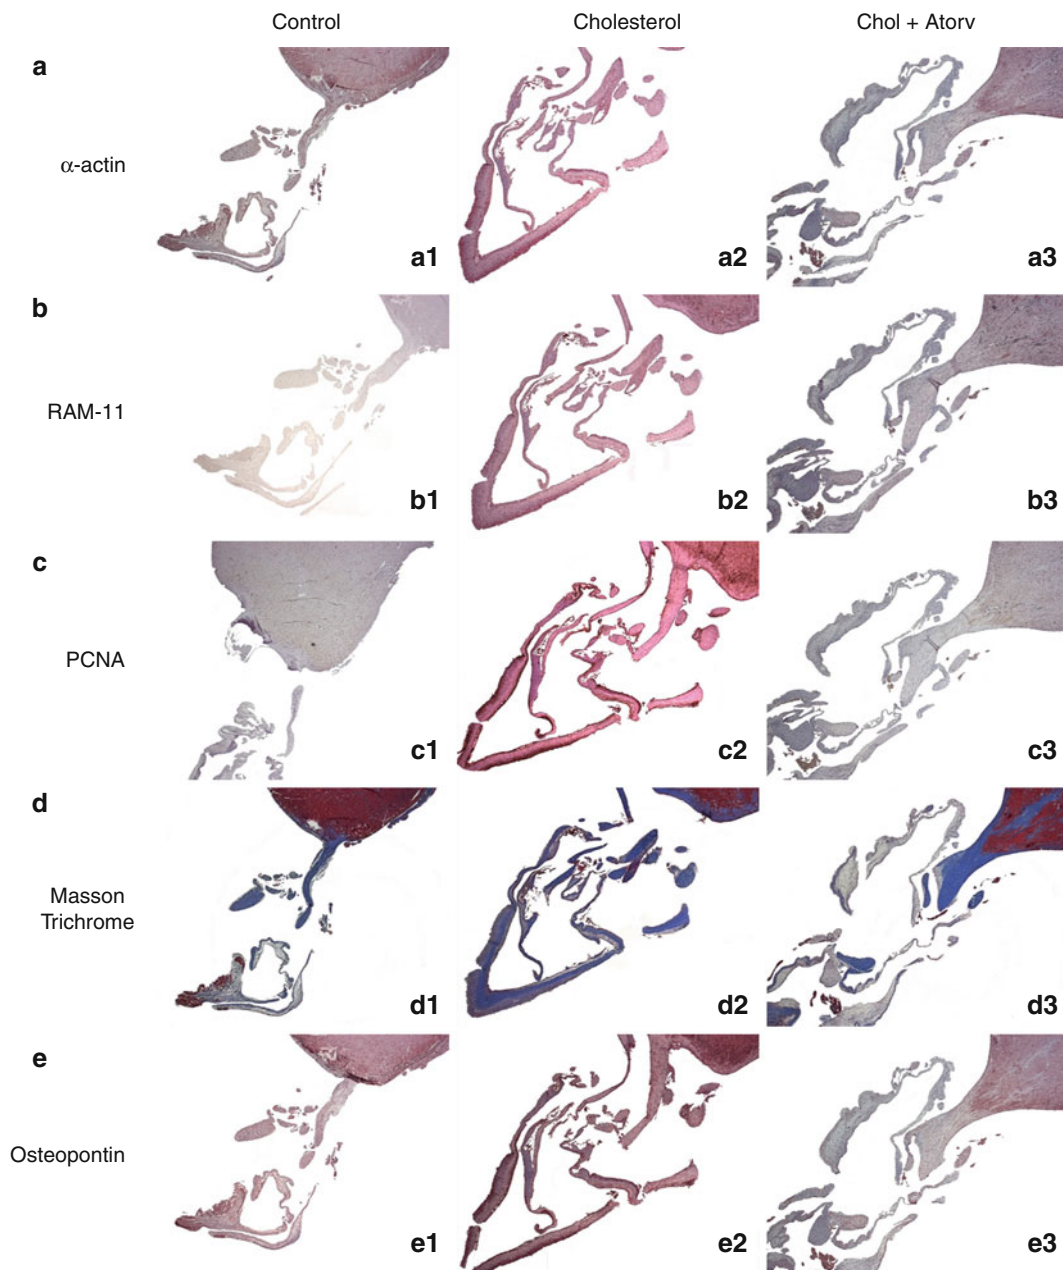 Control Cholesterol Chol + Atorv
a
α-actin
a1 a2 a3
b
RAM-11
b1 b2 b3
c
PCNA
c1 c2 c3
d
Masson
Trichrome
d1 d2 d3
e
Osteopontin
e1 e2 e3